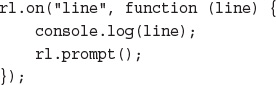 rl.on("line", function (line) {
    console.log(line);
    rl.prompt();
});